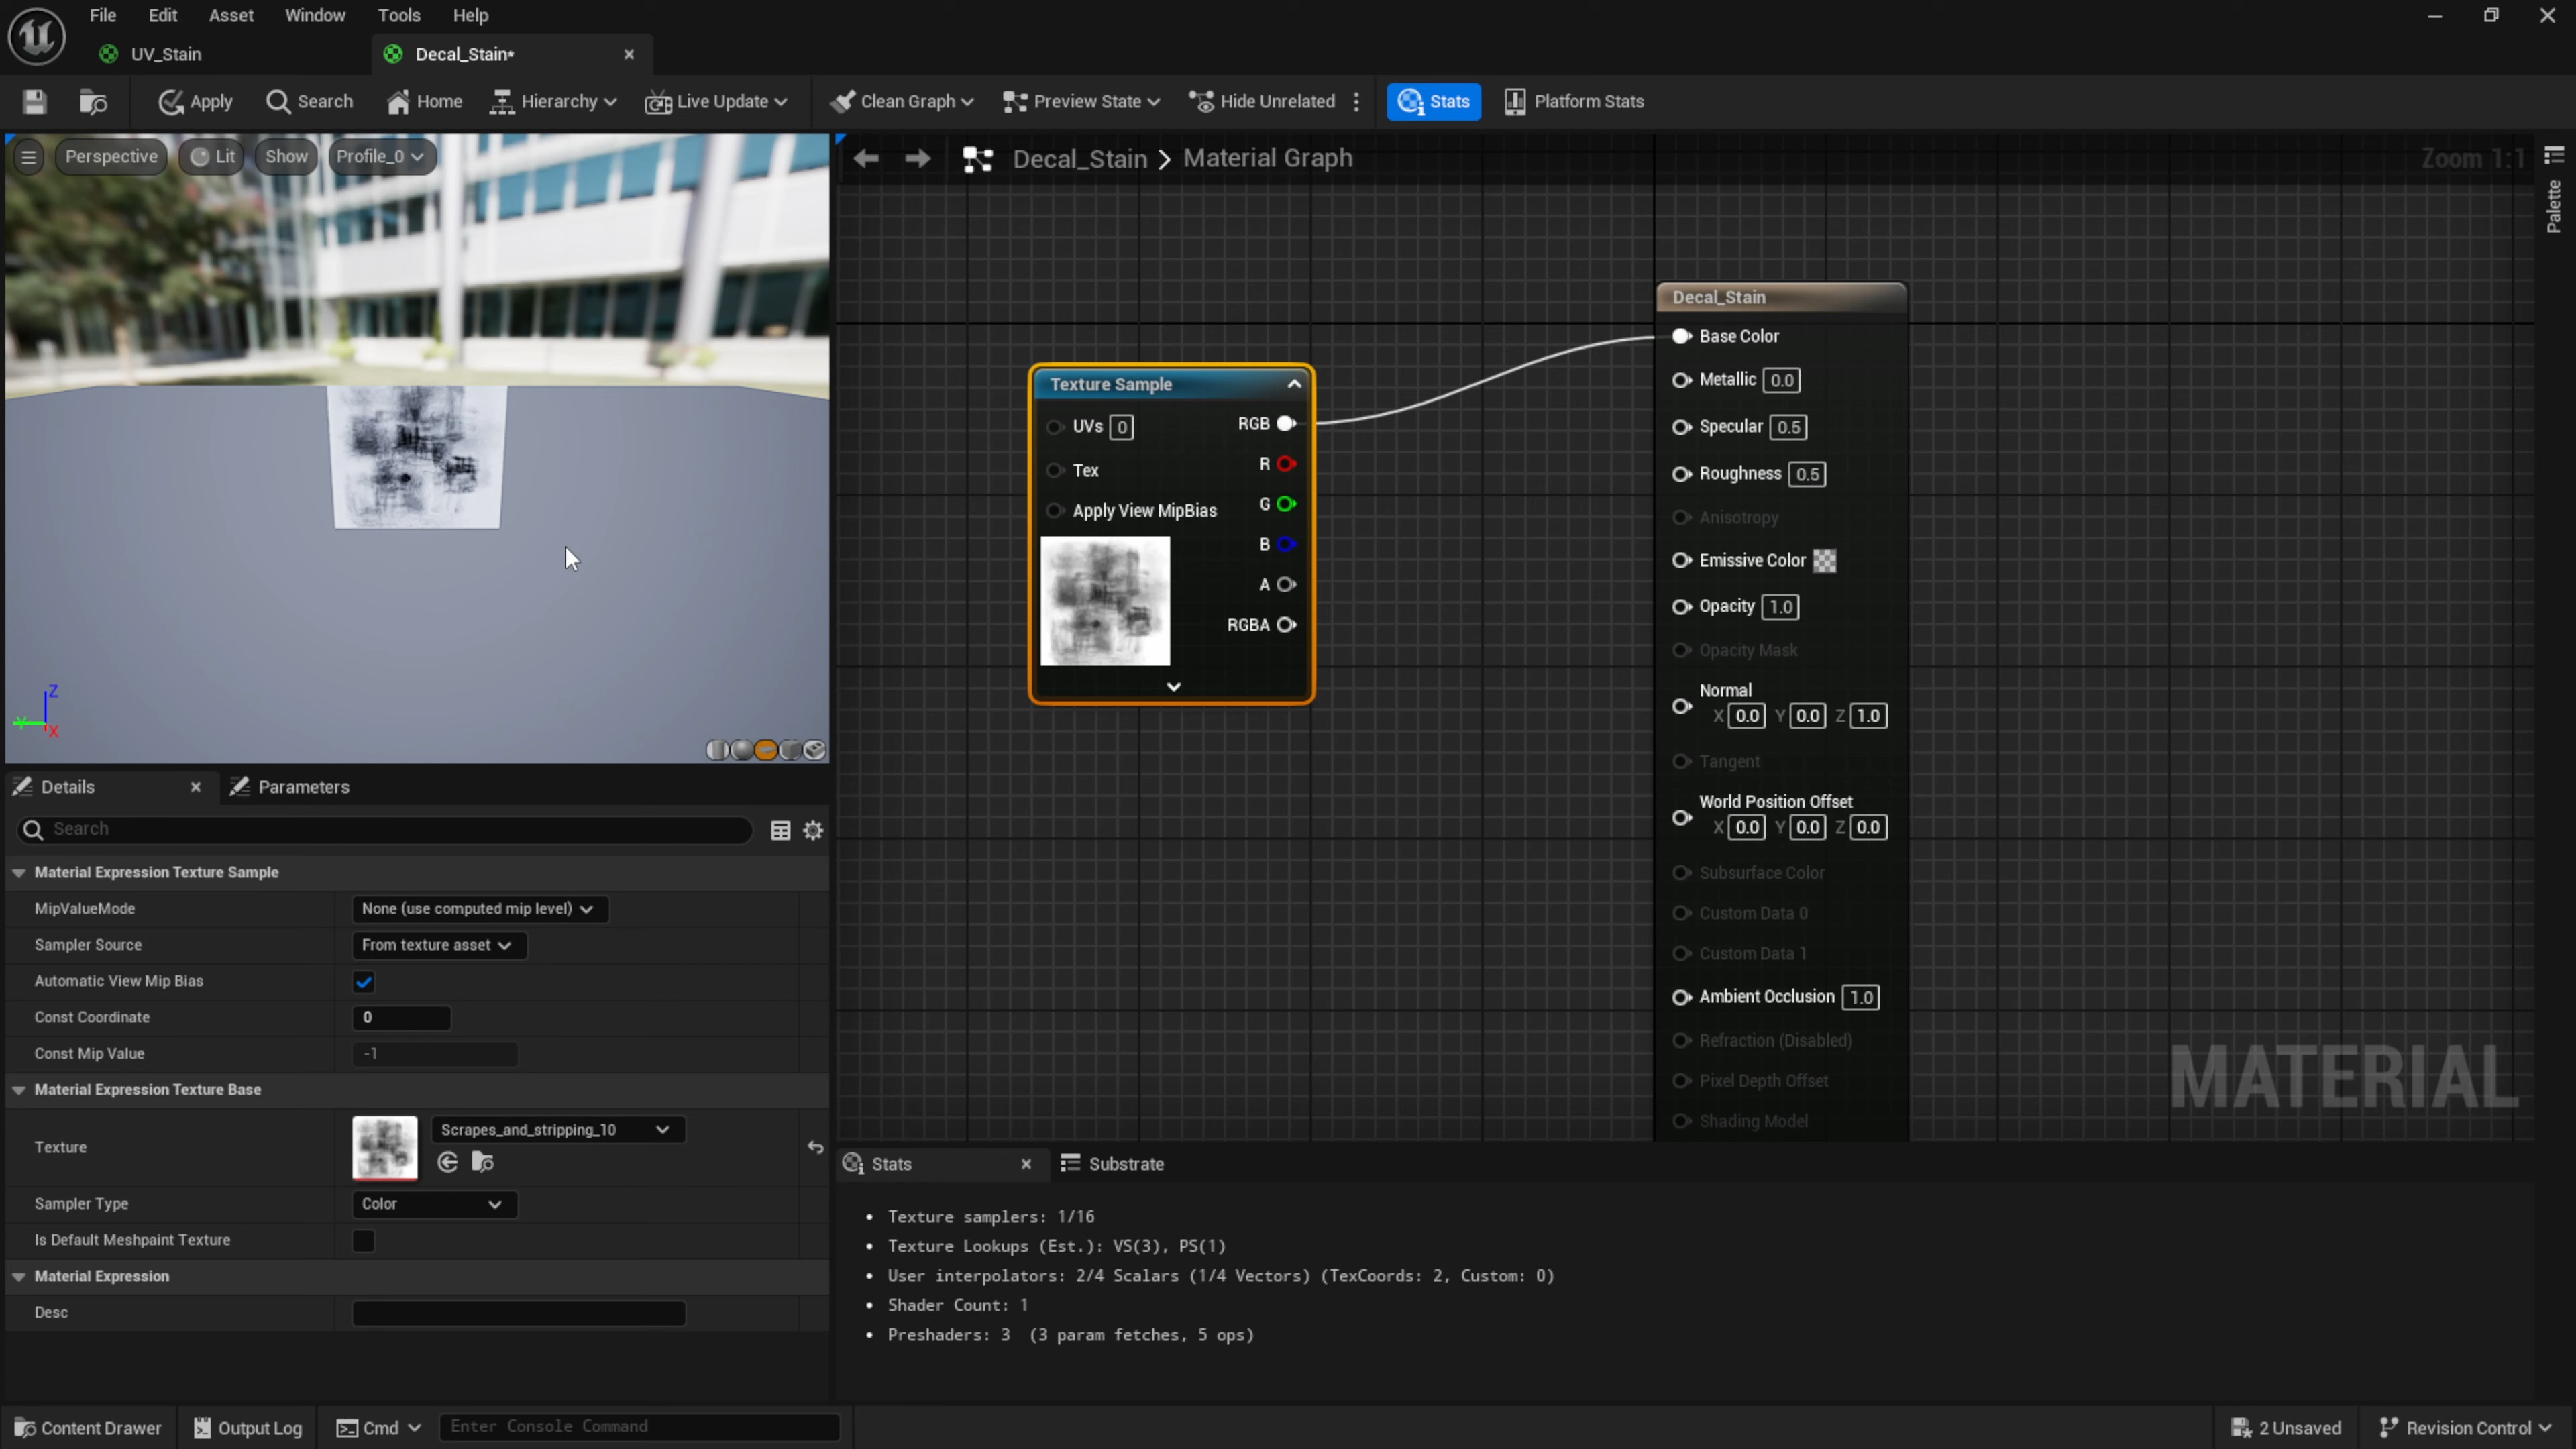 File Edit Asset Window Tools Help
UV_Stain Decal_Stain*
Apply Search Home Hierarchy Live Update Clean Graph Preview State Hide Unrelated Stats Platform Stats
Perspective Lit Show Profile_0
Z
Y
X
Decal_Stain > Material Graph
Zoom 1:1
Palette
Texture Sample
UVs 0 RGB
R
Tex
G
Apply View MipBias
B
A
RGBA
Decal_Stain
Base Color
Metallic 0.0
Specular 0.5
Roughness 0.5
Anisotropy
Emissive Color
Opacity 1.0
Opacity Mask
Normal
X 0.0 Y 0.0 Z 1.0
Tangent
World Position Offset
X 0.0 Y 0.0 Z 0.0
Subsurface Color
Custom Data 0
Custom Data 1
Ambient Occlusion 1.0
Refraction (Disabled)
Pixel Depth Offset
Shading Model
MATERIAL
Details Parameters
Search
Material Expression Texture Sample
MipValueMode None (use computed mip level)
Sampler Source From texture asset
Automatic View Mip Bias
Const Coordinate 0
Const Mip Value -1
Material Expression Texture Base
Texture Scrapes_and_stripping_10
Sampler Type Color
Is Default Meshpaint Texture
Material Expression
Desc
Stats Substrate
• Texture samplers: 1/16
• Texture Lookups (Est.): VS(3), PS(1)
• User interpolators: 2/4 Scalars (1/4 Vectors) (TexCoords: 2, Custom: 0)
• Shader Count: 1
• Preshaders: 3 (3 param fetches, 5 ops)
Content Drawer Output Log Cmd Enter Console Command 2 Unsaved Revision Control